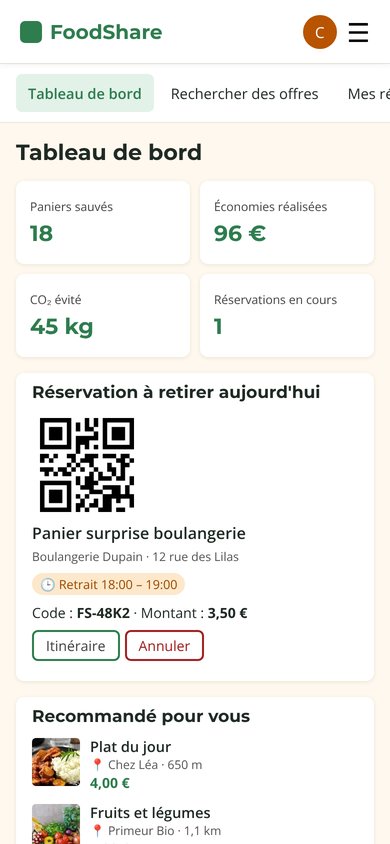 FoodShare
C
Tableau de bord Rechercher des offres Mes ré
Tableau de bord
Paniers sauvés
18
Économies réalisées
96 €
CO₂ évité
45 kg
Réservations en cours
1
Réservation à retirer aujourd'hui
Panier surprise boulangerie
Boulangerie Dupain · 12 rue des Lilas
🕒 Retrait 18:00 – 19:00
Code : FS-48K2 · Montant : 3,50 €
Itinéraire Annuler
Recommandé pour vous
Plat du jour
📍 Chez Léa · 650 m
4,00 €
Fruits et légumes
📍 Primeur Bio · 1,1 km